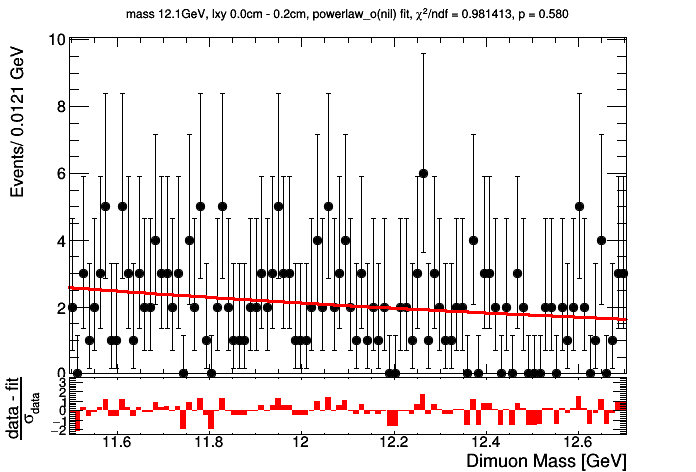 mass 12.1GeV, lxy 0.0cm - 0.2cm, powerlaw_o(nil) fit, χ²/ndf = 0.981413, p = 0.580
Events/ 0.0121 GeV
10
8
6
4
2
0
data - fit
σdata
3
2
1
0
−1
−2
11.6 11.8 12 12.2 12.4 12.6
Dimuon Mass [GeV]